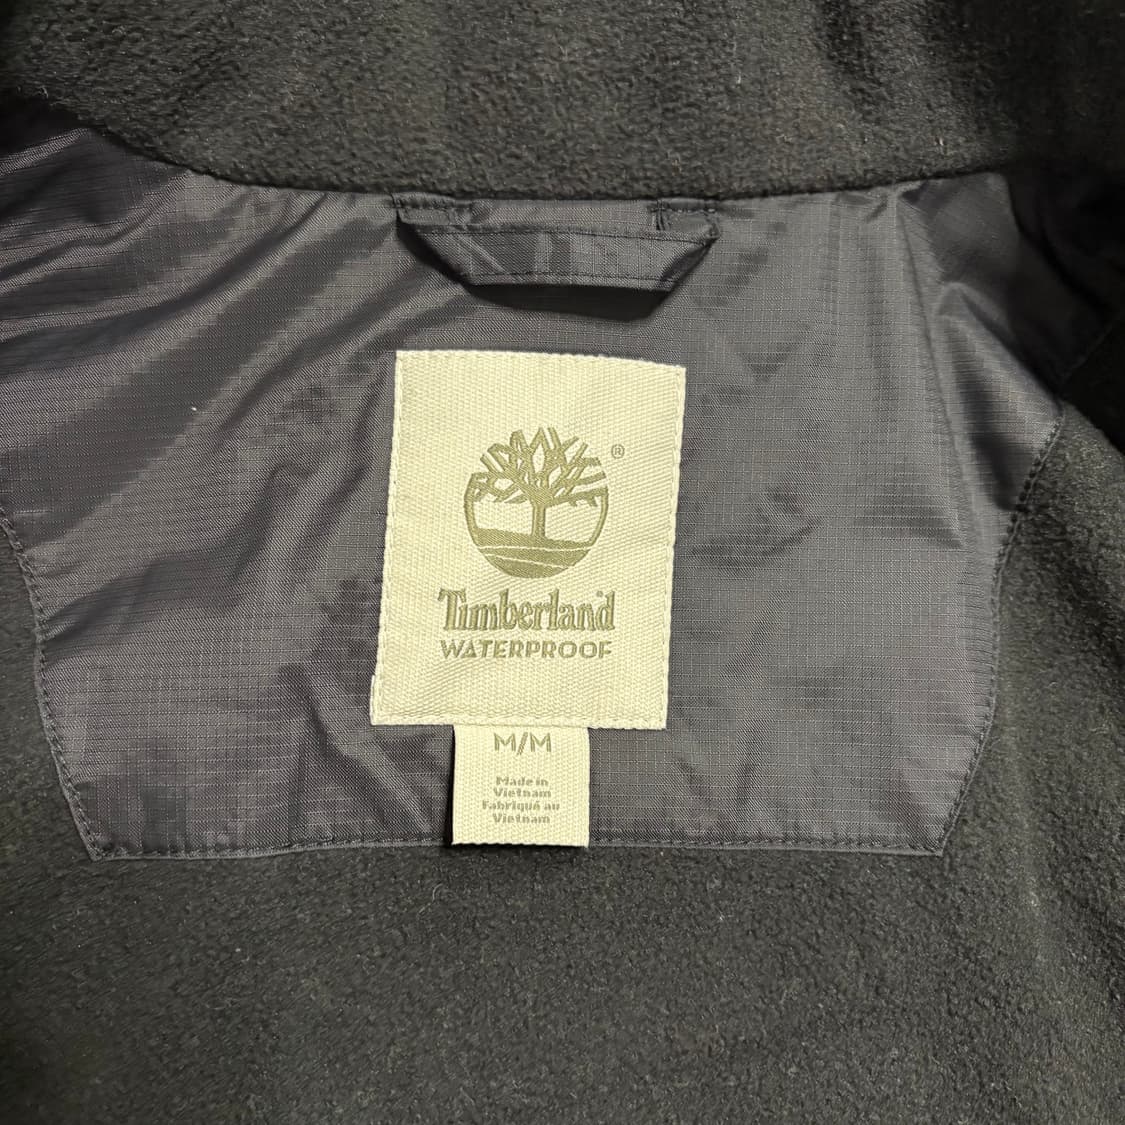 ®
Timberland
WATERPROOF
M/M
Made in
Vietnam
Fabriqué au
Vietnam